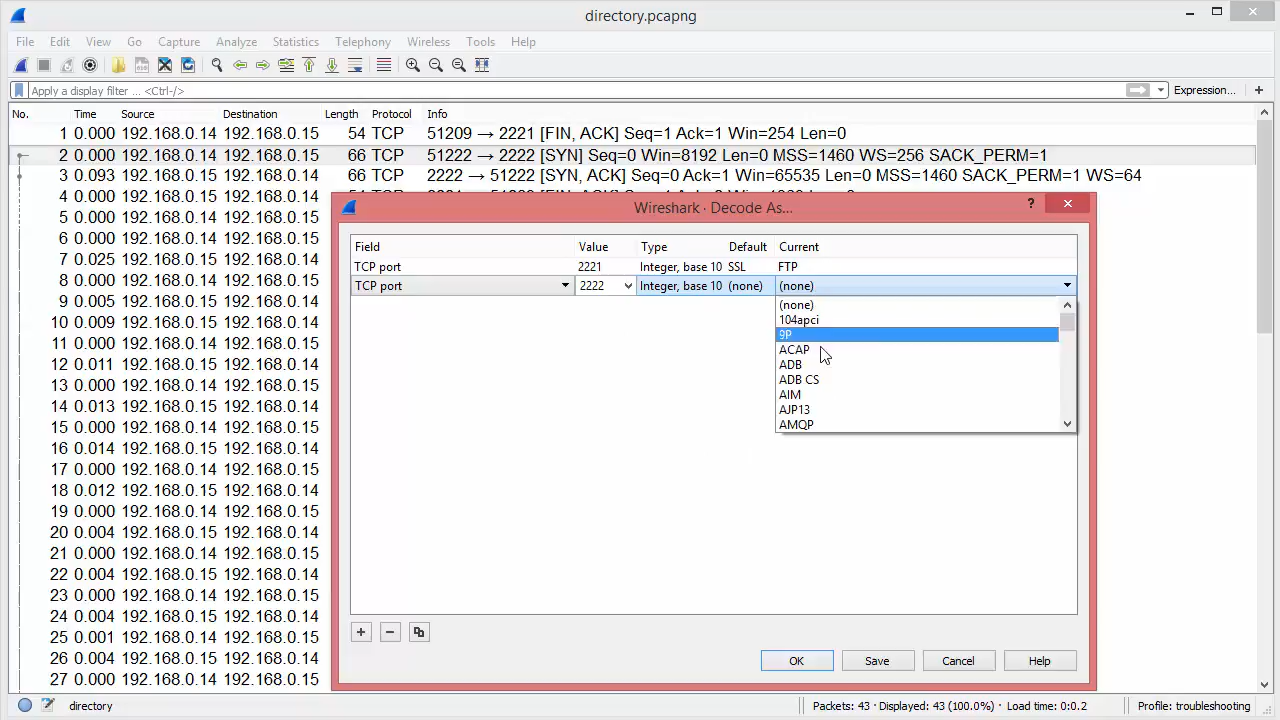 directory.pcapng
File Edit View Go Capture Analyze Statistics Telephony Wireless Tools Help
Apply a display filter ... <Ctrl-/> Expression... +
No. Time Source Destination Length Protocol Info
1 0.000 192.168.0.14 192.168.0.15 54 TCP 51209 → 2221 [FIN, ACK] Seq=1 Ack=1 Win=254 Len=0
2 0.000 192.168.0.14 192.168.0.15 66 TCP 51222 → 2222 [SYN] Seq=0 Win=8192 Len=0 MSS=1460 WS=256 SACK_PERM=1
3 0.093 192.168.0.15 192.168.0.14 66 TCP 2222 → 51222 [SYN, ACK] Seq=0 Ack=1 Win=65535 Len=0 MSS=1460 SACK_PERM=1 WS=64
4 0.000 192.168.0.15 192.168.0.14
5 0.000 192.168.0.14 192.168.0.15
6 0.000 192.168.0.14 192.168.0.15
7 0.025 192.168.0.15 192.168.0.14
8 0.000 192.168.0.14 192.168.0.15
9 0.005 192.168.0.15 192.168.0.14
10 0.009 192.168.0.15 192.168.0.14
11 0.000 192.168.0.14 192.168.0.15
12 0.011 192.168.0.15 192.168.0.14
13 0.000 192.168.0.14 192.168.0.15
14 0.013 192.168.0.15 192.168.0.14
15 0.000 192.168.0.14 192.168.0.15
16 0.014 192.168.0.15 192.168.0.14
17 0.000 192.168.0.15 192.168.0.14
18 0.012 192.168.0.15 192.168.0.14
19 0.000 192.168.0.14 192.168.0.15
20 0.004 192.168.0.15 192.168.0.14
21 0.000 192.168.0.14 192.168.0.15
22 0.004 192.168.0.15 192.168.0.14
23 0.000 192.168.0.14 192.168.0.15
24 0.004 192.168.0.15 192.168.0.14
25 0.001 192.168.0.14 192.168.0.15
26 0.004 192.168.0.15 192.168.0.14
27 0.000 192.168.0.14 192.168.0.15
Wireshark · Decode As...
Field Value Type Default Current
TCP port 2221 Integer, base 10 SSL FTP
TCP port 2222 Integer, base 10 (none) (none)
(none)
104apci
9P
ACAP
ADB
ADB CS
AIM
AJP13
AMQP
OK Save Cancel Help
directory Packets: 43 · Displayed: 43 (100.0%) · Load time: 0:0.2 Profile: troubleshooting